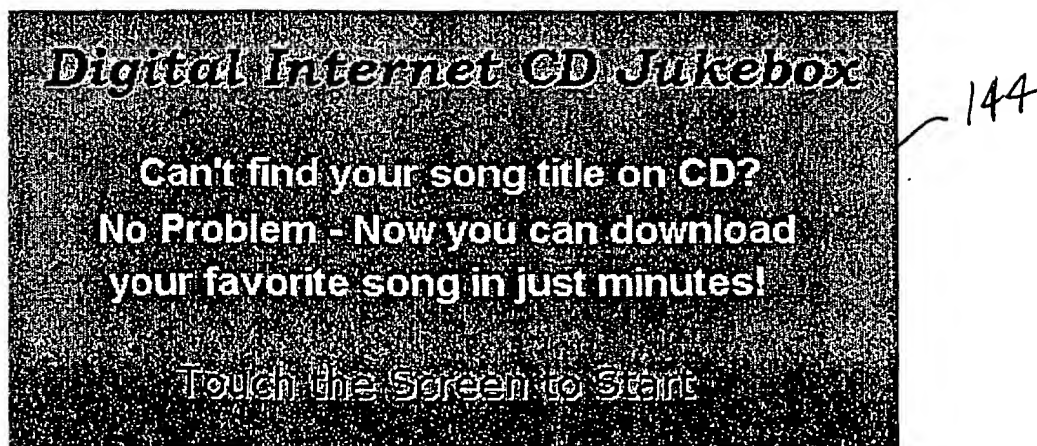 Digital Internet CD Jukebox
144
Can't find your song title on CD?
No Problem - Now you can download
your favorite song in just minutes!
Touch the Screen to Start